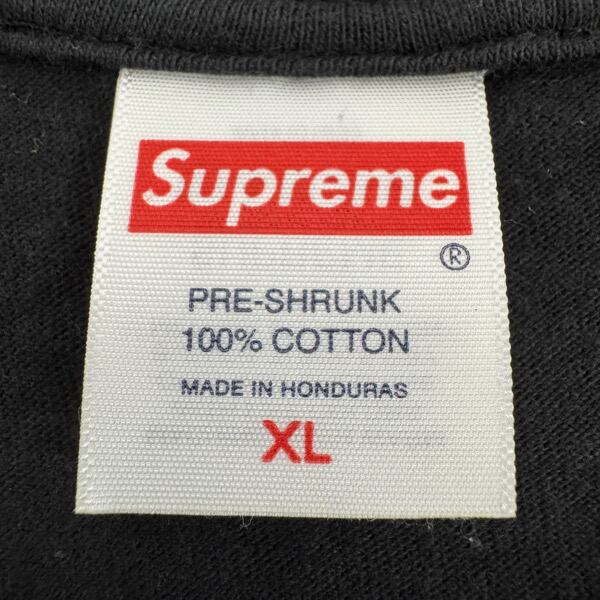 Supreme
®
PRE-SHRUNK
100% COTTON
MADE IN HONDURAS
XL